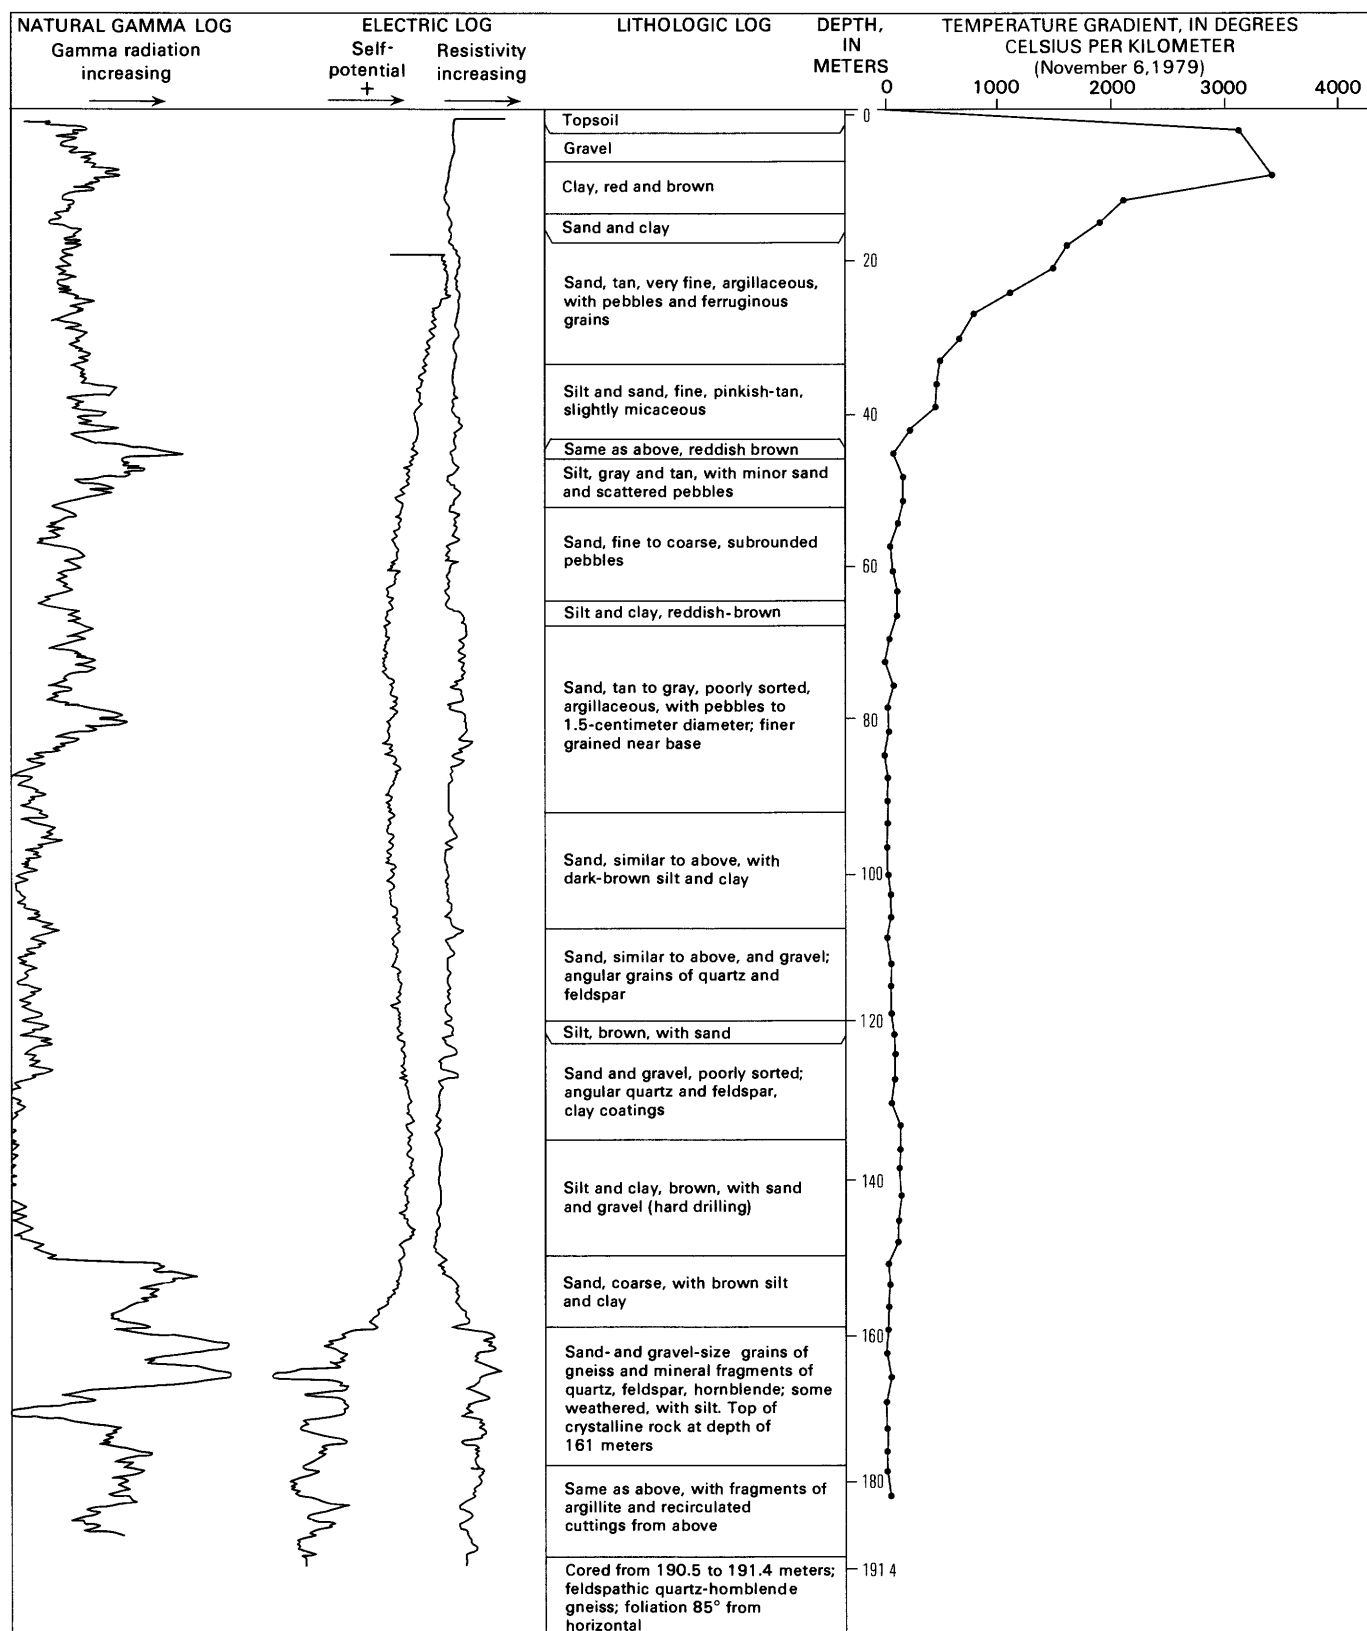 NATURAL GAMMA LOG
Gamma radiation
increasing
ELECTRIC LOG
Self-
potential
+
Resistivity
increasing
LITHOLOGIC LOG
DEPTH,
IN
METERS
TEMPERATURE GRADIENT, IN DEGREES
CELSIUS PER KILOMETER
(November 6, 1979)
0 1000 2000 3000 4000
0
20
40
60
80
100
120
140
160
180
191 4
Topsoil
Gravel
Clay, red and brown
Sand and clay
Sand, tan, very fine, argillaceous,
with pebbles and ferruginous
grains
Silt and sand, fine, pinkish-tan,
slightly micaceous
Same as above, reddish brown
Silt, gray and tan, with minor sand
and scattered pebbles
Sand, fine to coarse, subrounded
pebbles
Silt and clay, reddish-brown
Sand, tan to gray, poorly sorted,
argillaceous, with pebbles to
1.5-centimeter diameter; finer
grained near base
Sand, similar to above, with
dark-brown silt and clay
Sand, similar to above, and gravel;
angular grains of quartz and
feldspar
Silt, brown, with sand
Sand and gravel, poorly sorted;
angular quartz and feldspar,
clay coatings
Silt and clay, brown, with sand
and gravel (hard drilling)
Sand, coarse, with brown silt
and clay
Sand- and gravel-size grains of
gneiss and mineral fragments of
quartz, feldspar, hornblende; some
weathered, with silt. Top of
crystalline rock at depth of
161 meters
Same as above, with fragments of
argillite and recirculated
cuttings from above
Cored from 190.5 to 191.4 meters;
feldspathic quartz-homblende
gneiss; foliation 85° from
horizontal